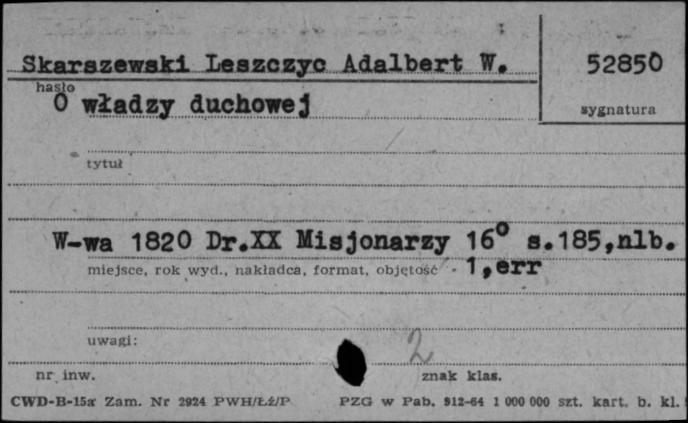 Skarszewski Leszczyc Adalbert W.
52850
hasło
O władzy duchowej
sygnatura
tytuł
W-wa 1820 Dr.XX Misjonarzy 16° s.185,nlb.
miejsce, rok wyd., nakładca, format, objętość 1,err
uwagi:
2
nr inw.
znak klas.
CWD-B-15a Zam. Nr 2924 PWH/Łź/P PZG w Pab. 912-64 1 000 000 szt. kart. b. kl.